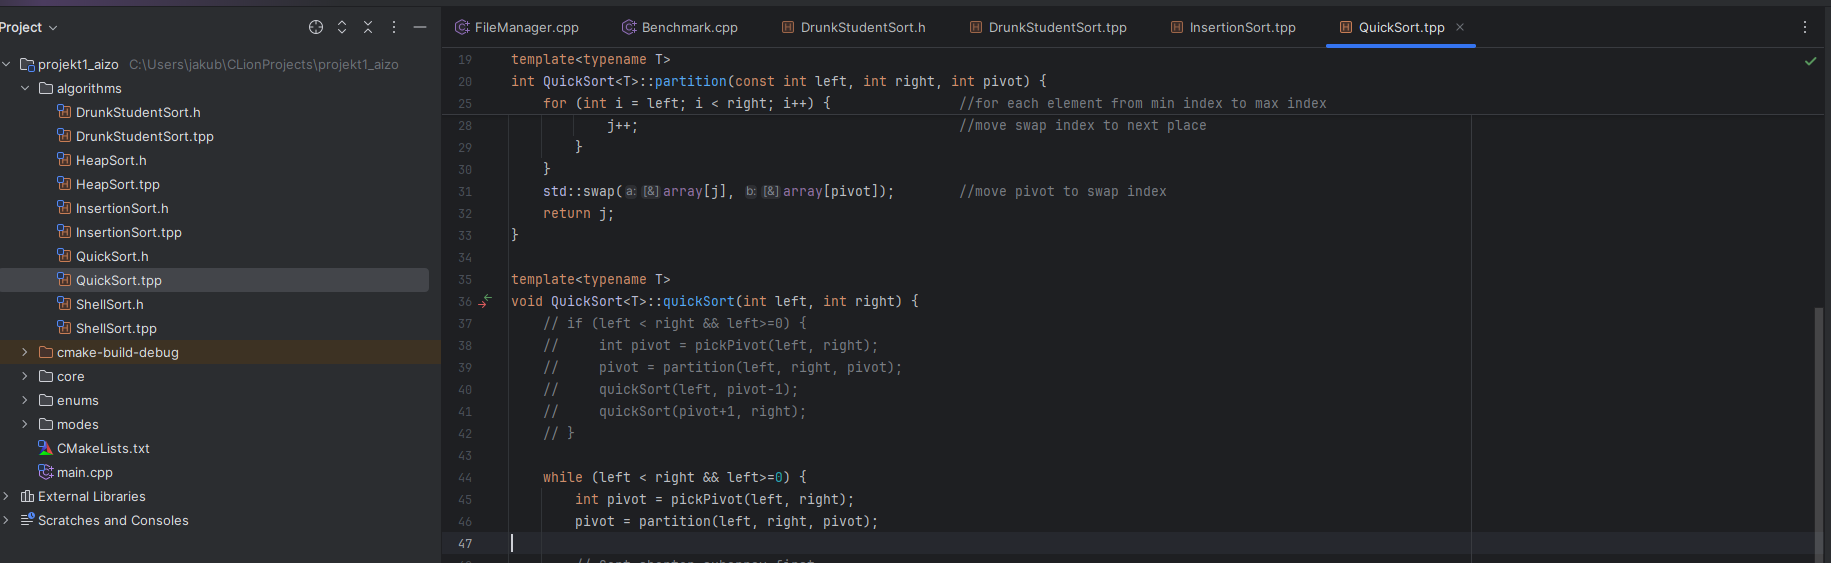 Project
projekt1_aizo C:\Users\jakub\CLionProjects\projekt1_aizo
algorithms
DrunkStudentSort.h
DrunkStudentSort.tpp
HeapSort.h
HeapSort.tpp
InsertionSort.h
InsertionSort.tpp
QuickSort.h
QuickSort.tpp
ShellSort.h
ShellSort.tpp
cmake-build-debug
core
enums
modes
CMakeLists.txt
main.cpp
External Libraries
Scratches and Consoles
FileManager.cpp Benchmark.cpp DrunkStudentSort.h DrunkStudentSort.tpp InsertionSort.tpp QuickSort.tpp
19 template<typename T>
20 int QuickSort<T>::partition(const int left, int right, int pivot) {
25 for (int i = left; i < right; i++) { //for each element from min index to max index
28 j++; //move swap index to next place
29 }
30 }
31 std::swap( a: [&] array[j], b: [&] array[pivot]); //move pivot to swap index
32 return j;
33 }
34
35 template<typename T>
36 void QuickSort<T>::quickSort(int left, int right) {
37 // if (left < right && left>=0) {
38 // int pivot = pickPivot(left, right);
39 // pivot = partition(left, right, pivot);
40 // quickSort(left, pivot-1);
41 // quickSort(pivot+1, right);
42 // }
43
44 while (left < right && left>=0) {
45 int pivot = pickPivot(left, right);
46 pivot = partition(left, right, pivot);
47